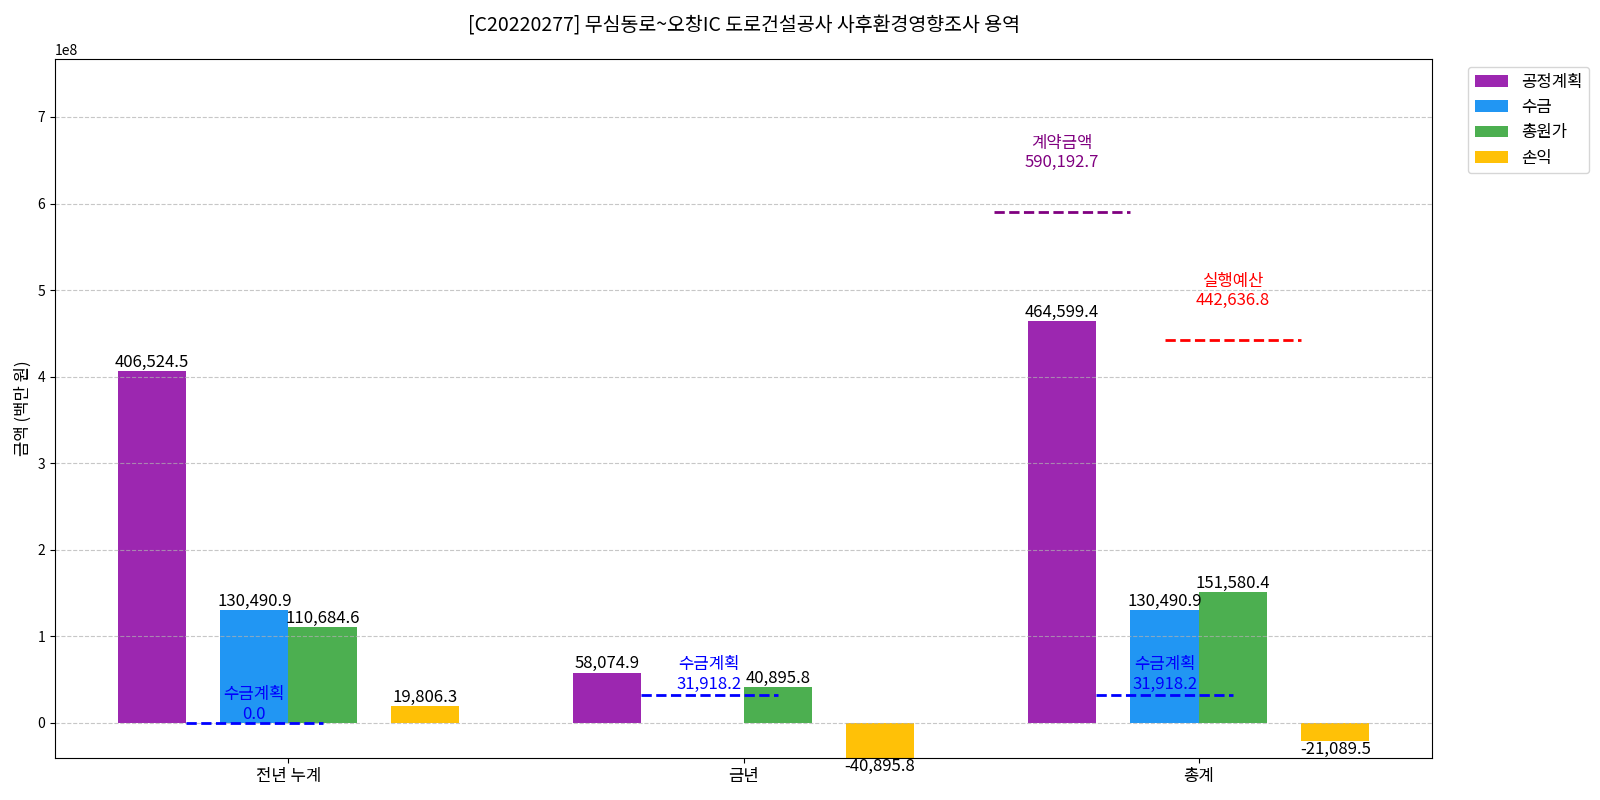 [C20220277] 무심동로~오창IC 도로건설공사 사후환경영향조사 용역
1e8
공정계획
수금
총원가
손익
금액 (백만 원)
7
6
5
4
3
2
1
0
계약금액
590,192.7
실행예산
442,636.8
406,524.5
130,490.9
110,684.6
수금계획
0.0
19,806.3
58,074.9
수금계획
31,918.2
40,895.8
-40,895.8
464,599.4
130,490.9
151,580.4
수금계획
31,918.2
-21,089.5
전년 누계
금년
총계